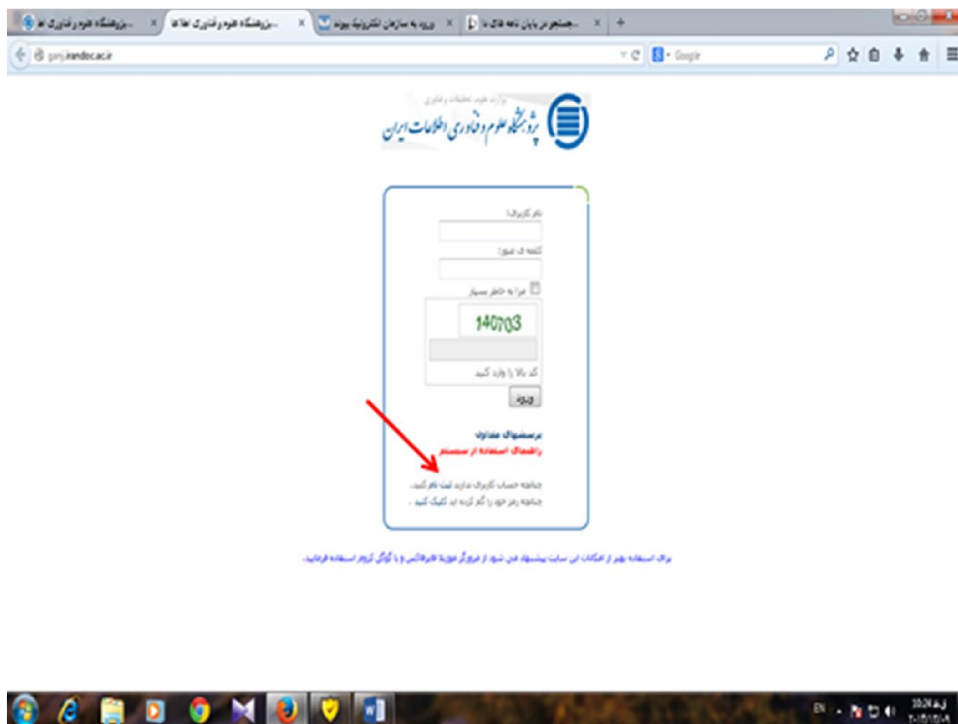 ganj.irandoc.ac.ir
Google
وزارت علوم، تحقیقات و فناوری
پژوهشگاه علوم و فناوری اطلاعات ایران
نام کاربری:
کلمه ی عبور:
مرا به خاطر بسپار
140703
کد بالا را وارد کنید
ورود
پرسشهای متداول
راهنمای استفاده از سیستم
چنانچه حساب کاربری ندارید ثبت نام کنید.
چنانچه رمز خود را گم کرده اید کلیک کنید .
برای استفاده بهتر از امکانات این سایت پیشنهاد می شود از مرورگر موزیلا فایرفاکس و یا گوگل کروم استفاده فرمایید.
EN
10:24 ق.ظ